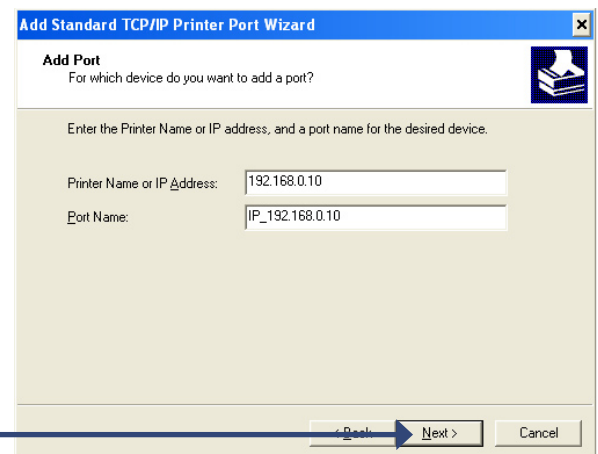 Add Standard TCP/IP Printer Port Wizard
Add Port
For which device do you want to add a port?
Enter the Printer Name or IP address, and a port name for the desired device.
Printer Name or IP Address: 192.168.0.10
Port Name: IP_192.168.0.10
< Back Next > Cancel